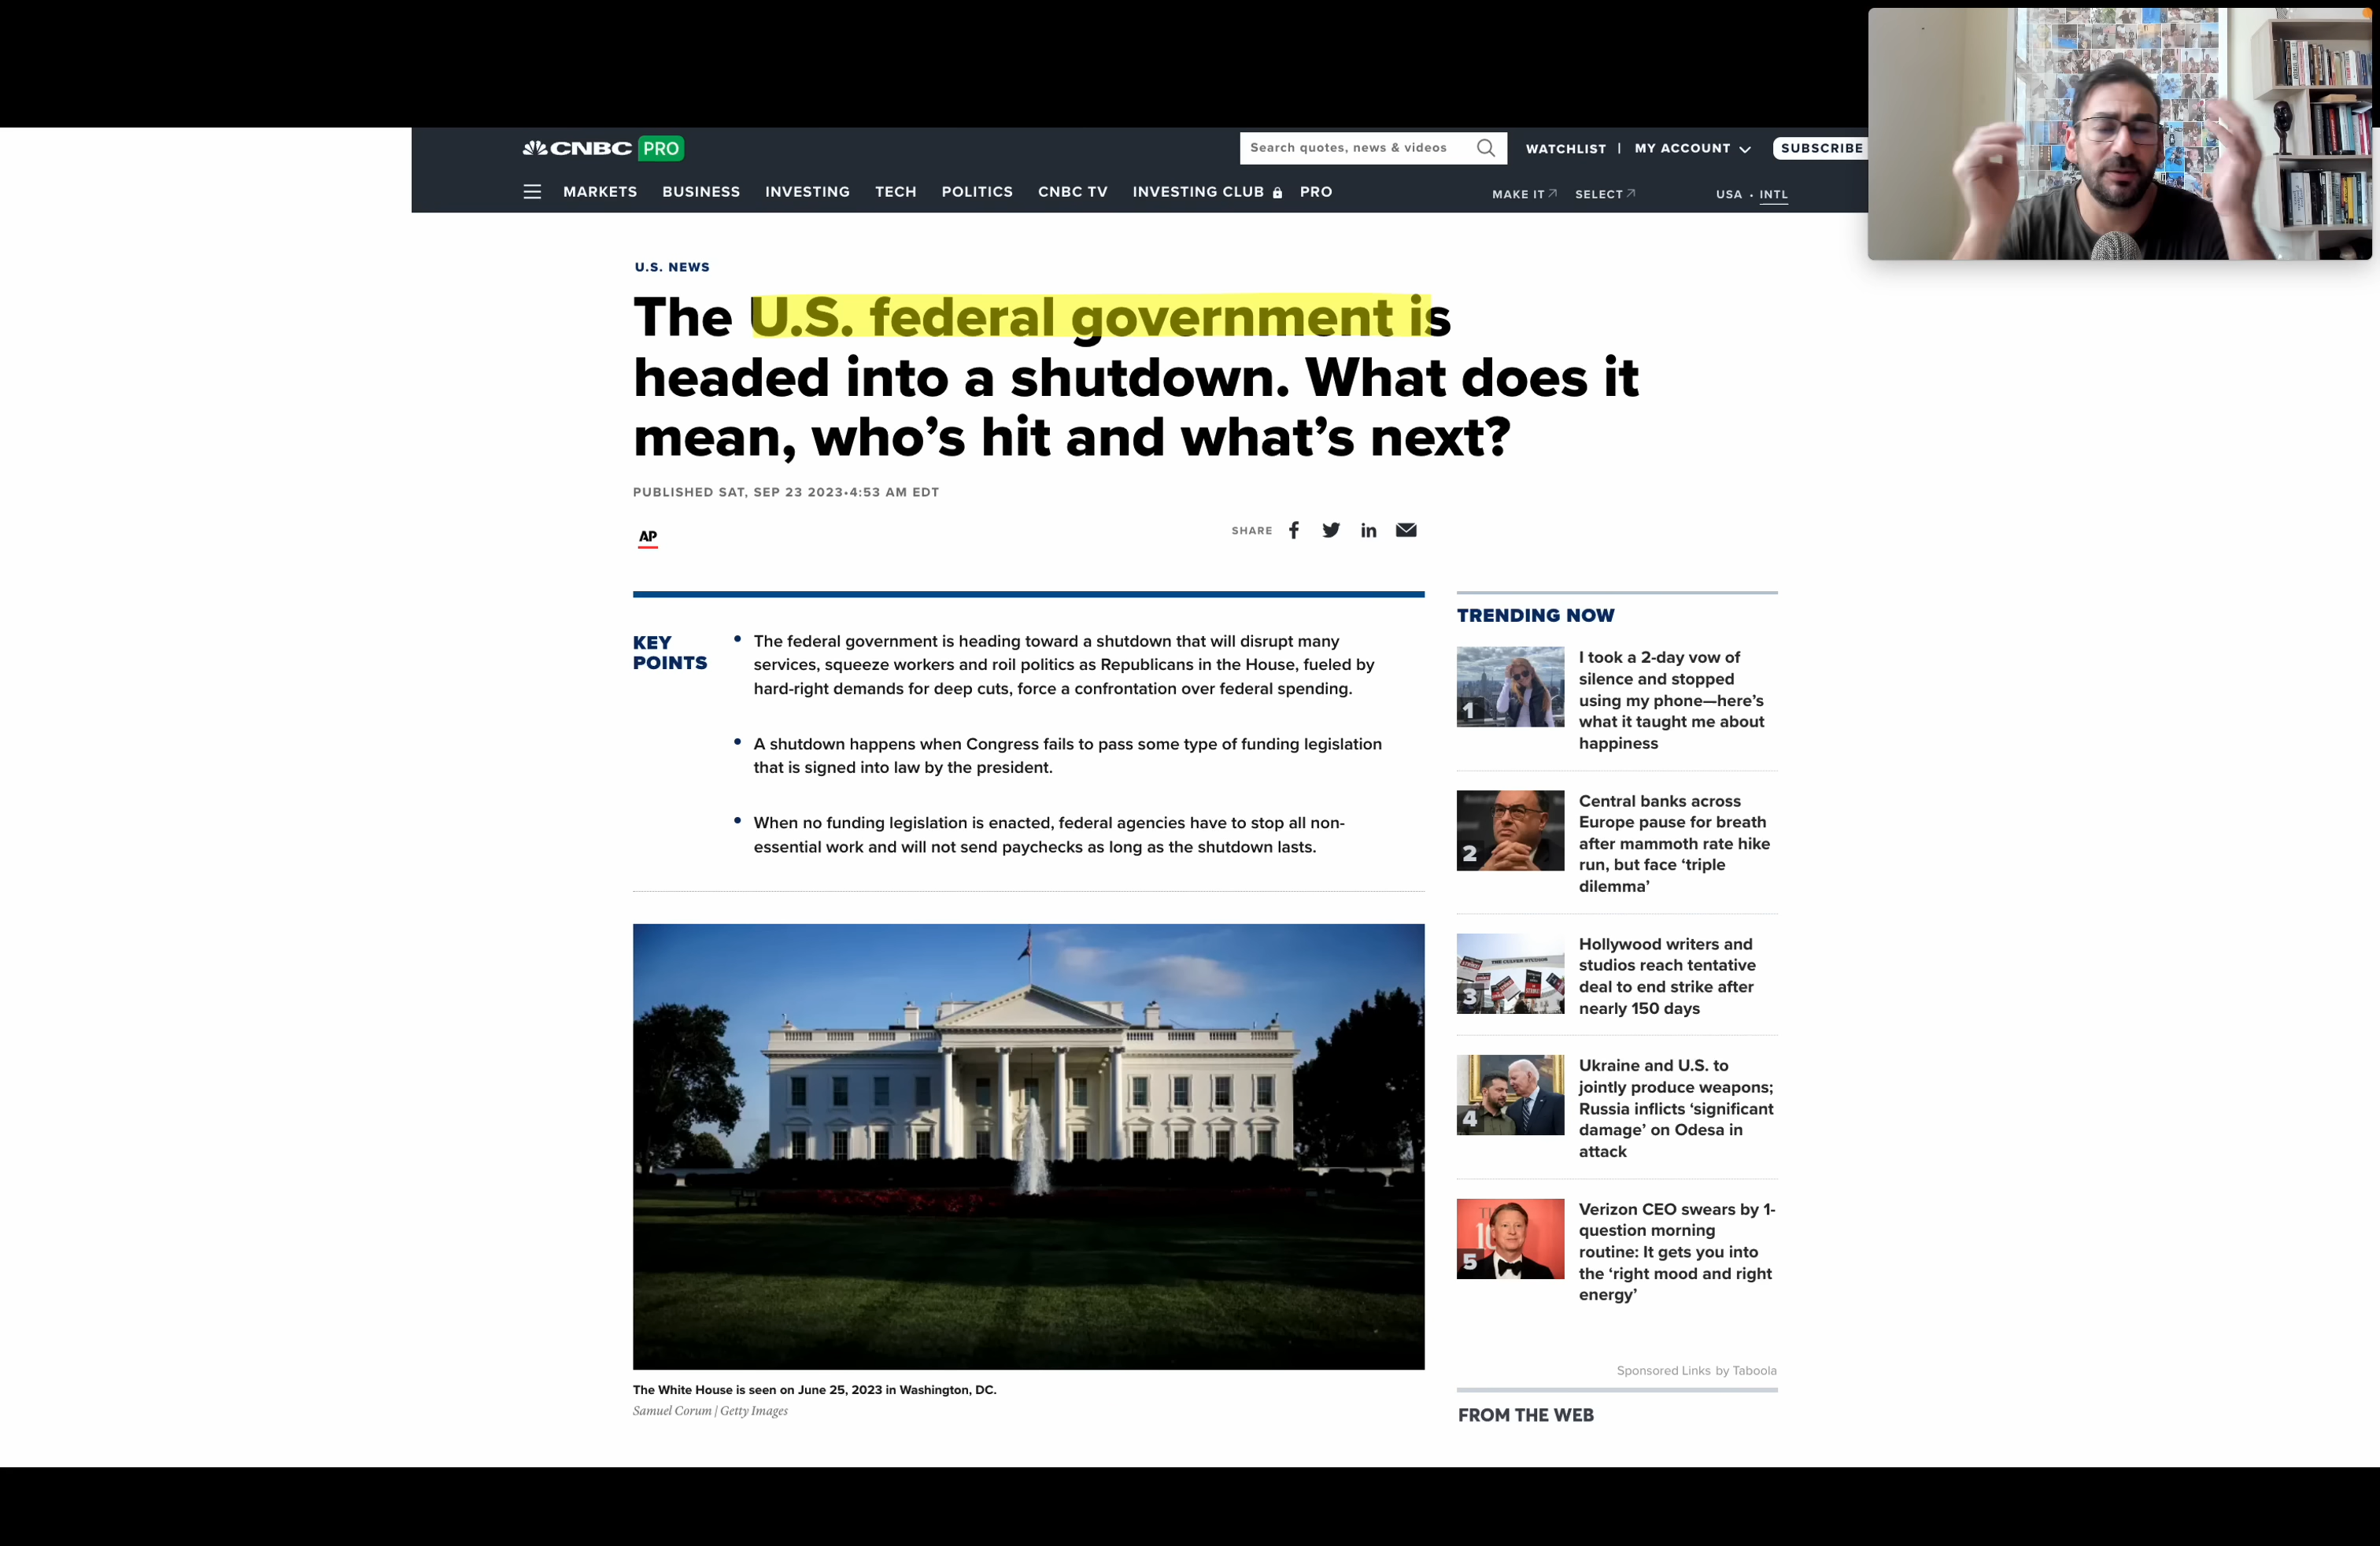 CNBC PRO
Search quotes, news & videos
WATCHLIST | MY ACCOUNT
SUBSCRIBE
MARKETS BUSINESS INVESTING TECH POLITICS CNBC TV INVESTING CLUB PRO
MAKE IT SELECT
USA • INTL
U.S. NEWS
The U.S. federal government is
headed into a shutdown. What does it
mean, who’s hit and what’s next?
PUBLISHED SAT, SEP 23 2023•4:53 AM EDT
AP
SHARE
KEY
POINTS
• The federal government is heading toward a shutdown that will disrupt many
services, squeeze workers and roil politics as Republicans in the House, fueled by
hard-right demands for deep cuts, force a confrontation over federal spending.
• A shutdown happens when Congress fails to pass some type of funding legislation
that is signed into law by the president.
• When no funding legislation is enacted, federal agencies have to stop all non-
essential work and will not send paychecks as long as the shutdown lasts.
The White House is seen on June 25, 2023 in Washington, DC.
Samuel Corum | Getty Images
TRENDING NOW
1
I took a 2-day vow of
silence and stopped
using my phone—here’s
what it taught me about
happiness
2
Central banks across
Europe pause for breath
after mammoth rate hike
run, but face ‘triple
dilemma’
3
THE CULVER STUDIOS
Hollywood writers and
studios reach tentative
deal to end strike after
nearly 150 days
4
Ukraine and U.S. to
jointly produce weapons;
Russia inflicts ‘significant
damage’ on Odesa in
attack
5
Verizon CEO swears by 1-
question morning
routine: It gets you into
the ‘right mood and right
energy’
Sponsored Links by Taboola
FROM THE WEB